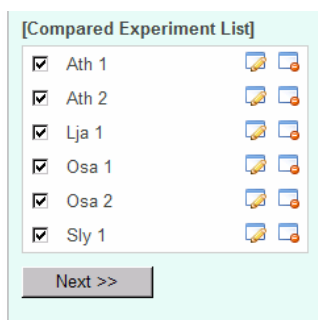 [Compared Experiment List]
Ath 1
Ath 2
Lja 1
Osa 1
Osa 2
Sly 1
Next >>